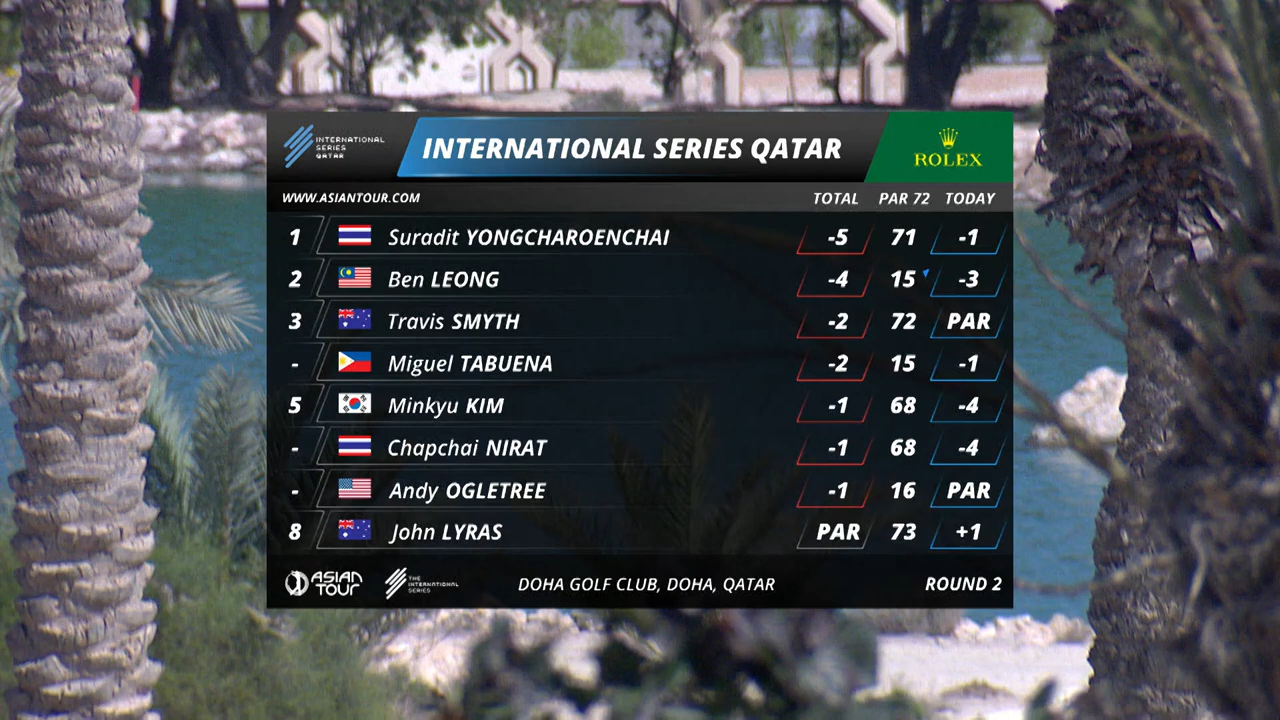 INTERNATIONAL SERIES QATAR
INTERNATIONAL SERIES QATAR
ROLEX
WWW.ASIANTOUR.COM TOTAL PAR 72 TODAY
1 Suradit YONGCHAROENCHAI -5 71 -1
2 Ben LEONG -4 15 -3
3 Travis SMYTH -2 72 PAR
- Miguel TABUENA -2 15 -1
5 Minkyu KIM -1 68 -4
- Chapchai NIRAT -1 68 -4
- Andy OGLETREE -1 16 PAR
8 John LYRAS PAR 73 +1
ASIAN TOUR THE INTERNATIONAL SERIES DOHA GOLF CLUB, DOHA, QATAR ROUND 2